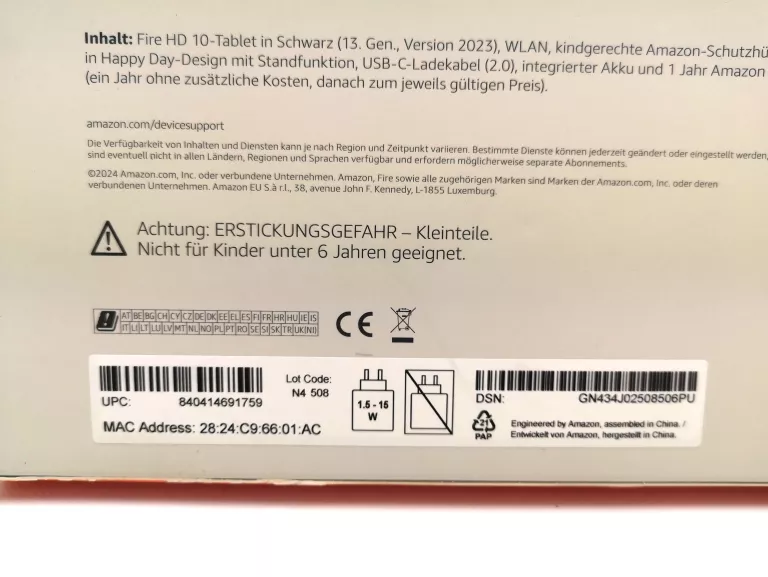 Inhalt: Fire HD 10-Tablet in Schwarz (13. Gen., Version 2023), WLAN, kindgerechte Amazon-Schutzhü
in Happy Day-Design mit Standfunktion, USB-C-Ladekabel (2.0), integrierter Akku und 1 Jahr Amazon
(ein Jahr ohne zusätzliche Kosten, danach zum jeweils gültigen Preis).
amazon.com/devicesupport
Die Verfügbarkeit von Inhalten und Diensten kann je nach Region und Zeitpunkt variieren. Bestimmte Dienste können jederzeit geändert oder eingestellt werden,
sind eventuell nicht in allen Ländern, Regionen und Sprachen verfügbar und erfordern möglicherweise separate Abonnements.
©2024 Amazon.com, Inc. oder verbundene Unternehmen. Amazon, Fire sowie alle zugehörigen Marken sind Marken der Amazon.com, Inc. oder deren
verbundenen Unternehmen. Amazon EU S.à r.l., 38, avenue John F. Kennedy, L-1855 Luxemburg.
Achtung: ERSTICKUNGSGEFAHR – Kleinteile.
Nicht für Kinder unter 6 Jahren geeignet.
AT BE BG CH CY CZ DE DK EE EL ES FI FR HR HU IE IS
IT LI LT LU LV MT NL NO PL PT RO SE SI SK TR UK(NI)
CE
UPC: 840414691759
Lot Code:
N4 508
1.5 - 15
W
DSN: GN434J02508506PU
MAC Address: 28:24:C9:66:01:AC
21
PAP
Engineered by Amazon, assembled in China. /
Entwickelt von Amazon, hergestellt in China.